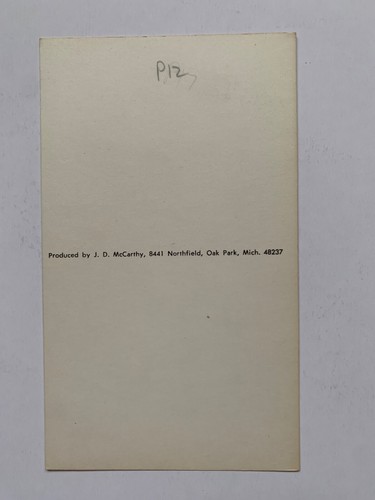 P12
Produced by J. D. McCarthy, 8441 Northfield, Oak Park, Mich. 48237